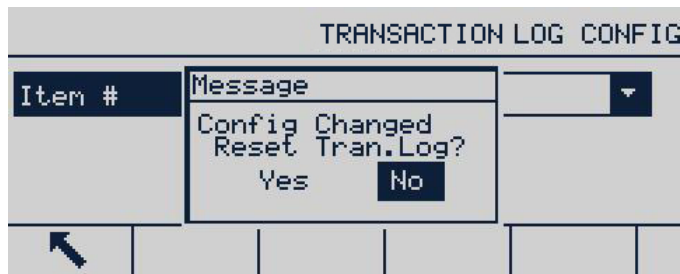 TRANSACTION LOG CONFIG
Item #
Message
Config Changed
Reset Tran.Log?
Yes No